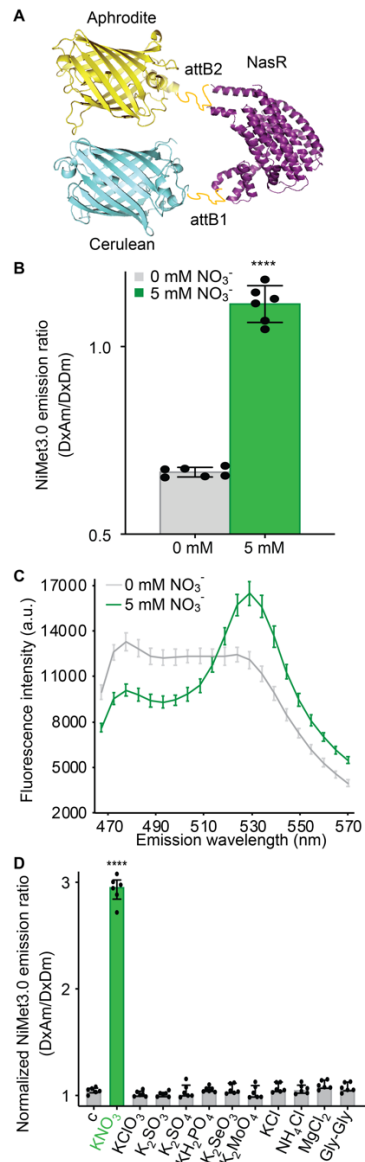 A
Aphrodite
attB2
NasR
attB1
Cerulean
B
0 mM NO₃⁻
5 mM NO₃⁻
****
NiMet3.0 emission ratio
(DxAm/DxDm)
1.0
0.5
0 mM
5 mM
C
0 mM NO₃⁻
5 mM NO₃⁻
Fluorescence intensity (a.u.)
17000
14000
11000
8000
5000
2000
470
490
510
530
550
570
Emission wavelength (nm)
D
****
Normalized NiMet3.0 emission ratio
(DxAm/DxDm)
3
2
1
c
KNO₃
KClO₃
K₂SO₃
K₂SO₄
KH₂PO₄
K₂SeO₃
K₂MoO₄
KCl
NH₄Cl
MgCl₂
Gly-Gly